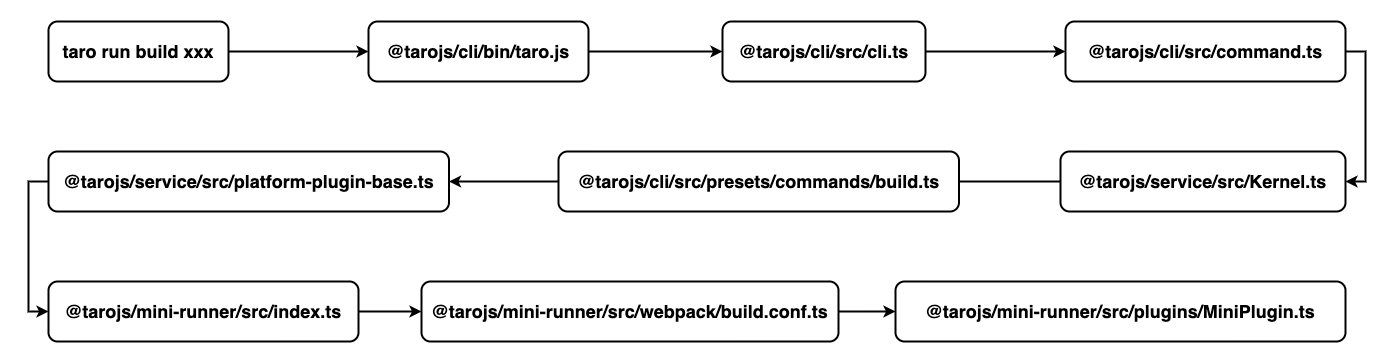 taro run build xxx
@tarojs/cli/bin/taro.js
@tarojs/cli/src/cli.ts
@tarojs/cli/src/command.ts
@tarojs/service/src/Kernel.ts
@tarojs/cli/src/presets/commands/build.ts
@tarojs/service/src/platform-plugin-base.ts
@tarojs/mini-runner/src/index.ts
@tarojs/mini-runner/src/webpack/build.conf.ts
@tarojs/mini-runner/src/plugins/MiniPlugin.ts